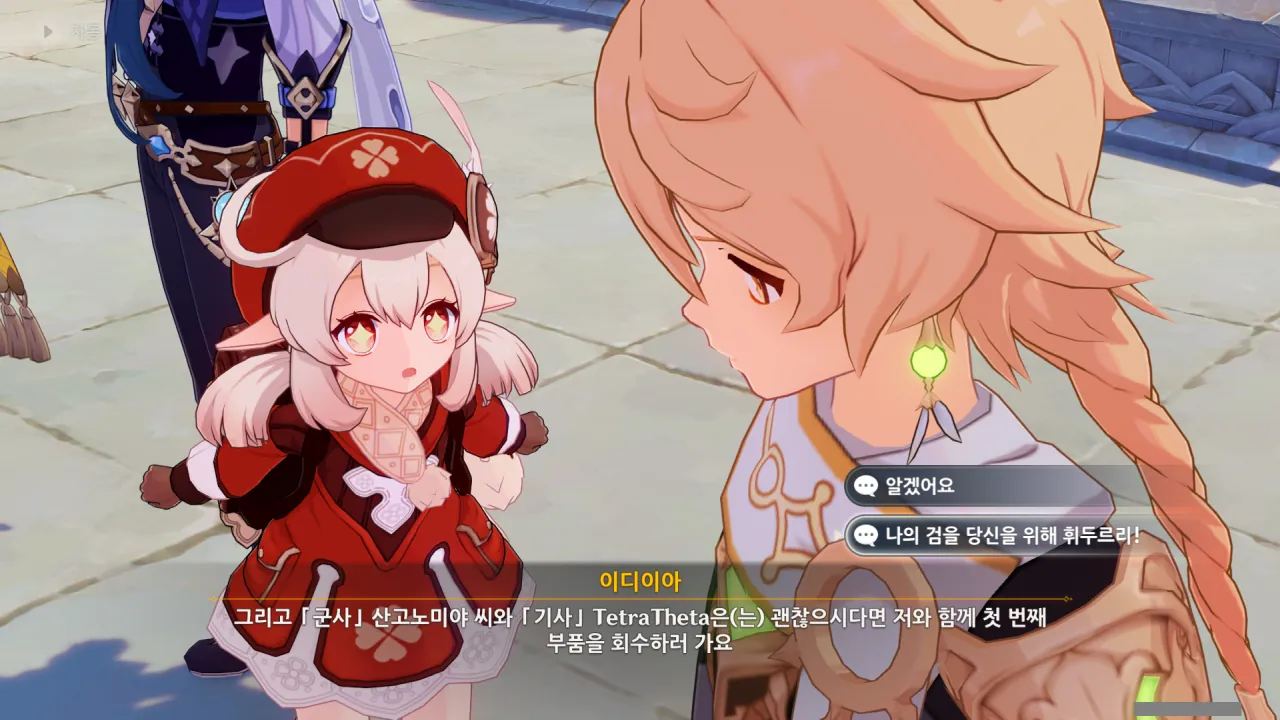 자동
알겠어요
나의 검을 당신을 위해 휘두르리!
이디이아
그리고 「군사」 산고노미야 씨와 「기사」 TetraTheta은(는) 괜찮으시다면 저와 함께 첫 번째
부품을 회수하러 가요